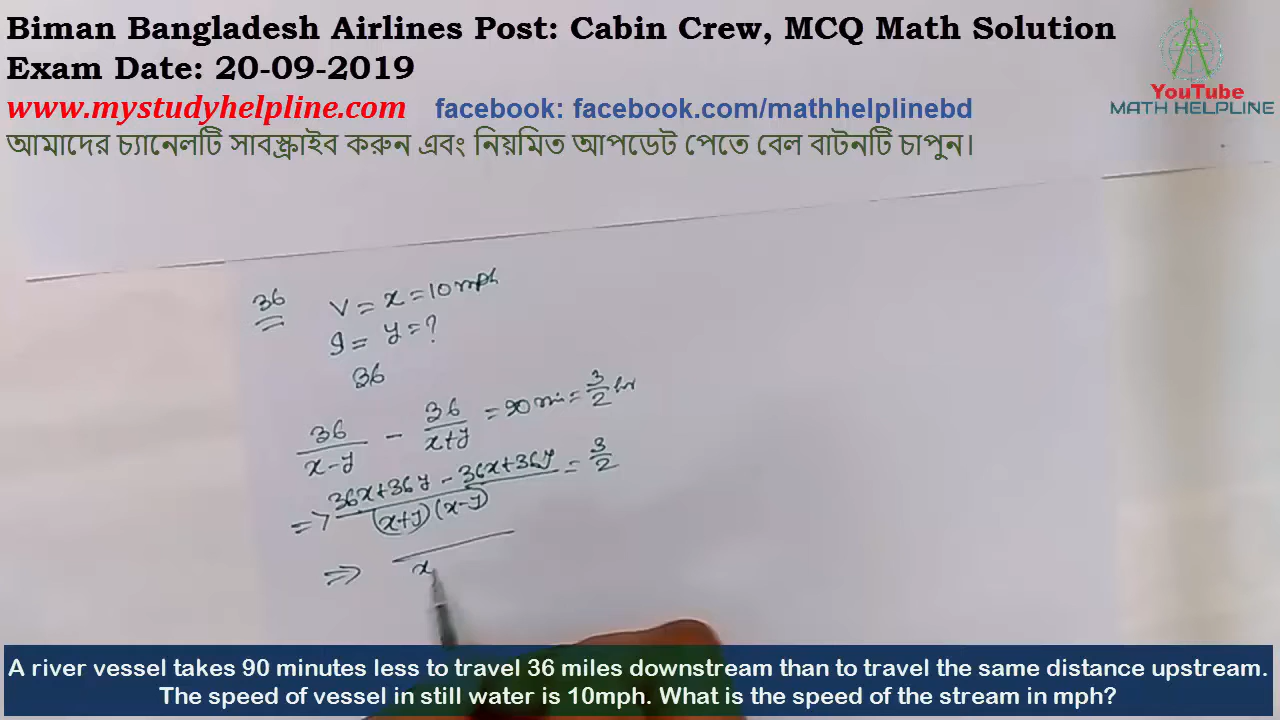 Biman Bangladesh Airlines Post: Cabin Crew, MCQ Math Solution
Exam Date: 20-09-2019
www.mystudyhelpline.com facebook: facebook.com/mathhelplinebd
আমাদের চ্যানেলটি সাবস্ক্রাইব করুন এবং নিয়মিত আপডেট পেতে বেল বাটনটি চাপুন।
YouTube
MATH HELPLINE
36 V = x = 10 mph
y = ?
36
36/(x-y) - 36/(x+y) = 90 min = 3/2 hr
=> (36x+36y - 36x+36y)/((x+y)(x-y)) = 3/2
=> x
A river vessel takes 90 minutes less to travel 36 miles downstream than to travel the same distance upstream.
The speed of vessel in still water is 10mph. What is the speed of the stream in mph?